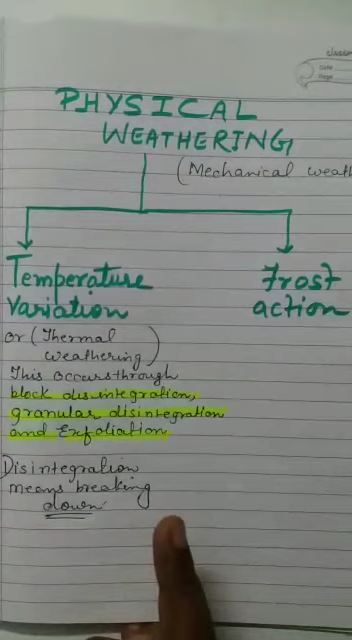 PHYSICAL
WEATHERING
(Mechanical weath
Temperature
Variation
Frost
action
or (Thermal
weathering)
This occurs through
block disintegration,
granular disintegration
and Exfoliation
Disintegration
means breaking
down